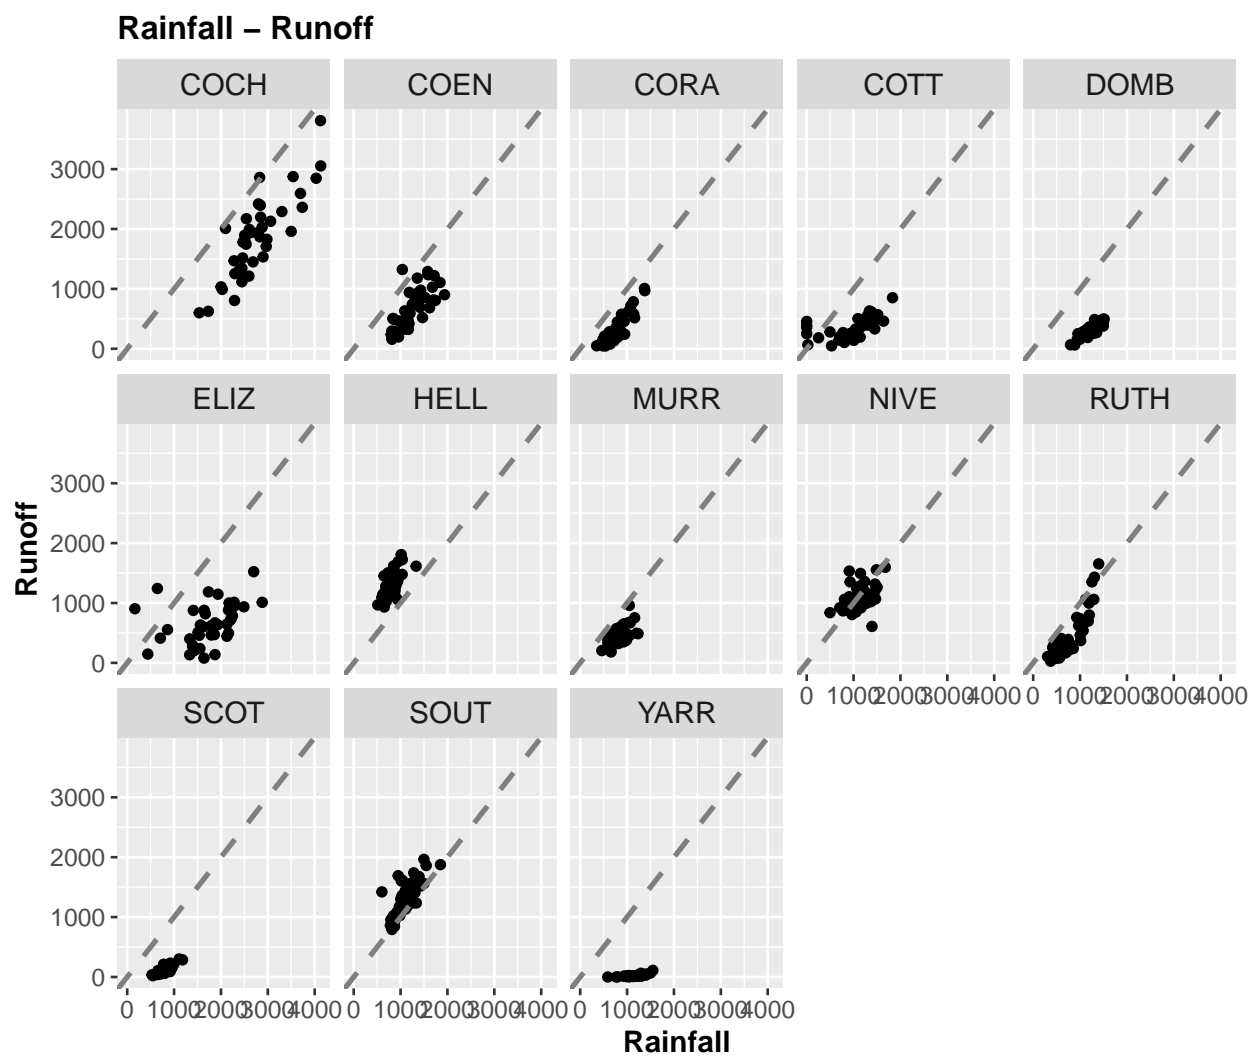 Rainfall − Runoff
COCH COEN CORA COTT DOMB
3000
2000
1000
0
ELIZ HELL MURR NIVE RUTH
3000
2000
1000
0
0 1000 2000 3000 4000 0 1000 2000 3000 4000
SCOT SOUT YARR
3000
2000
1000
0
0 1000 2000 3000 4000 0 1000 2000 3000 4000 0 1000 2000 3000 4000
Rainfall
Runoff